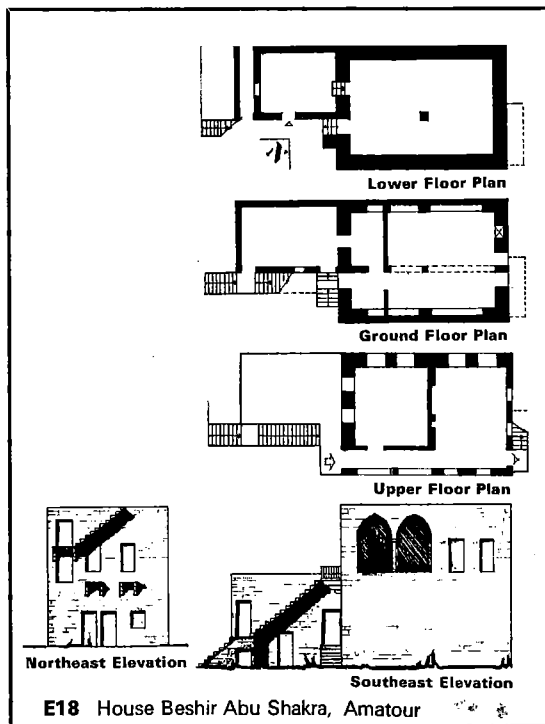 Lower Floor Plan
Ground Floor Plan
Upper Floor Plan
Northeast Elevation
Southeast Elevation
E18 House Beshir Abu Shakra, Amatour